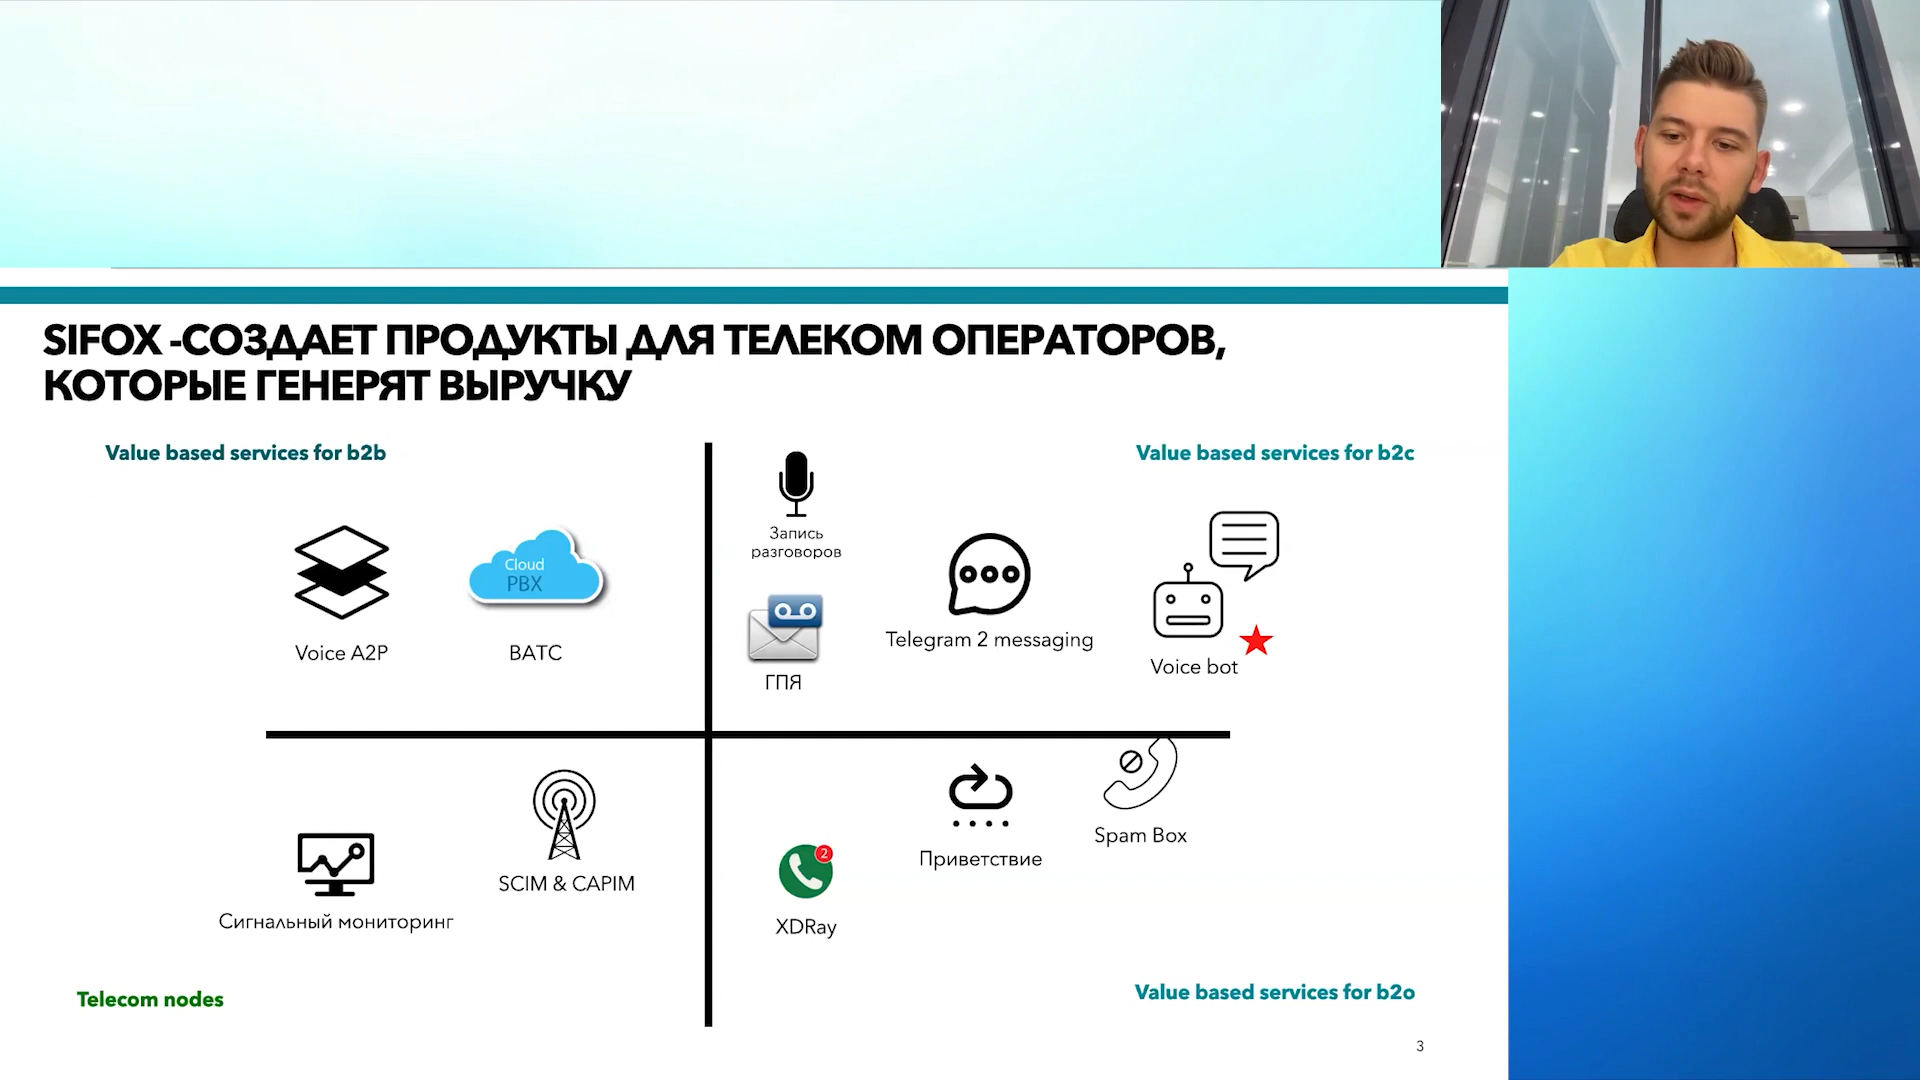 SIFOX -СОЗДАЕТ ПРОДУКТЫ ДЛЯ ТЕЛЕКОМ ОПЕРАТОРОВ,
КОТОРЫЕ ГЕНЕРЯТ ВЫРУЧКУ
Value based services for b2b
Value based services for b2c
Запись
разговоров
Cloud
PBX
Voice A2P
ВАТС
ГПЯ
Telegram 2 messaging
Voice bot
Сигнальный мониторинг
SCIM & CAPIM
2
XDRay
Приветствие
Spam Box
Telecom nodes
Value based services for b2o
3